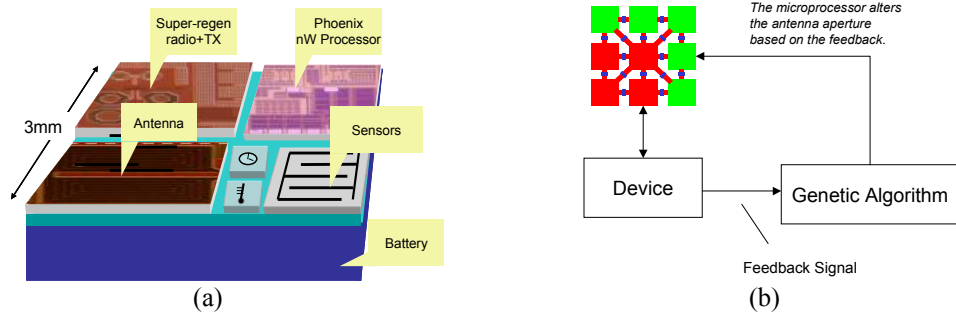 Super-regen
radio+TX
Phoenix
nW Processor
3mm
Antenna
Sensors
Battery
(a)
The microprocessor alters
the antenna aperture
based on the feedback.
Device
Genetic Algorithm
Feedback Signal
(b)